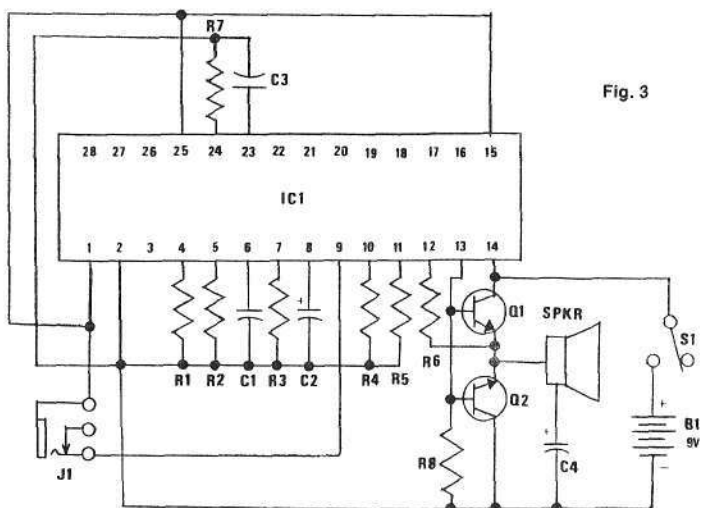 R7
C3
Fig. 3
28 27 26 25 24 23 22 21 20 19 18 17 16 15
IC1
1 2 3 4 5 6 7 8 9 10 11 12 13 14
+
Q1
SPKR
S1
R1 R2 C1 R3 C2 R4 R5
R6
Q2
+
B1
9V
-
R8
+
C4
J1